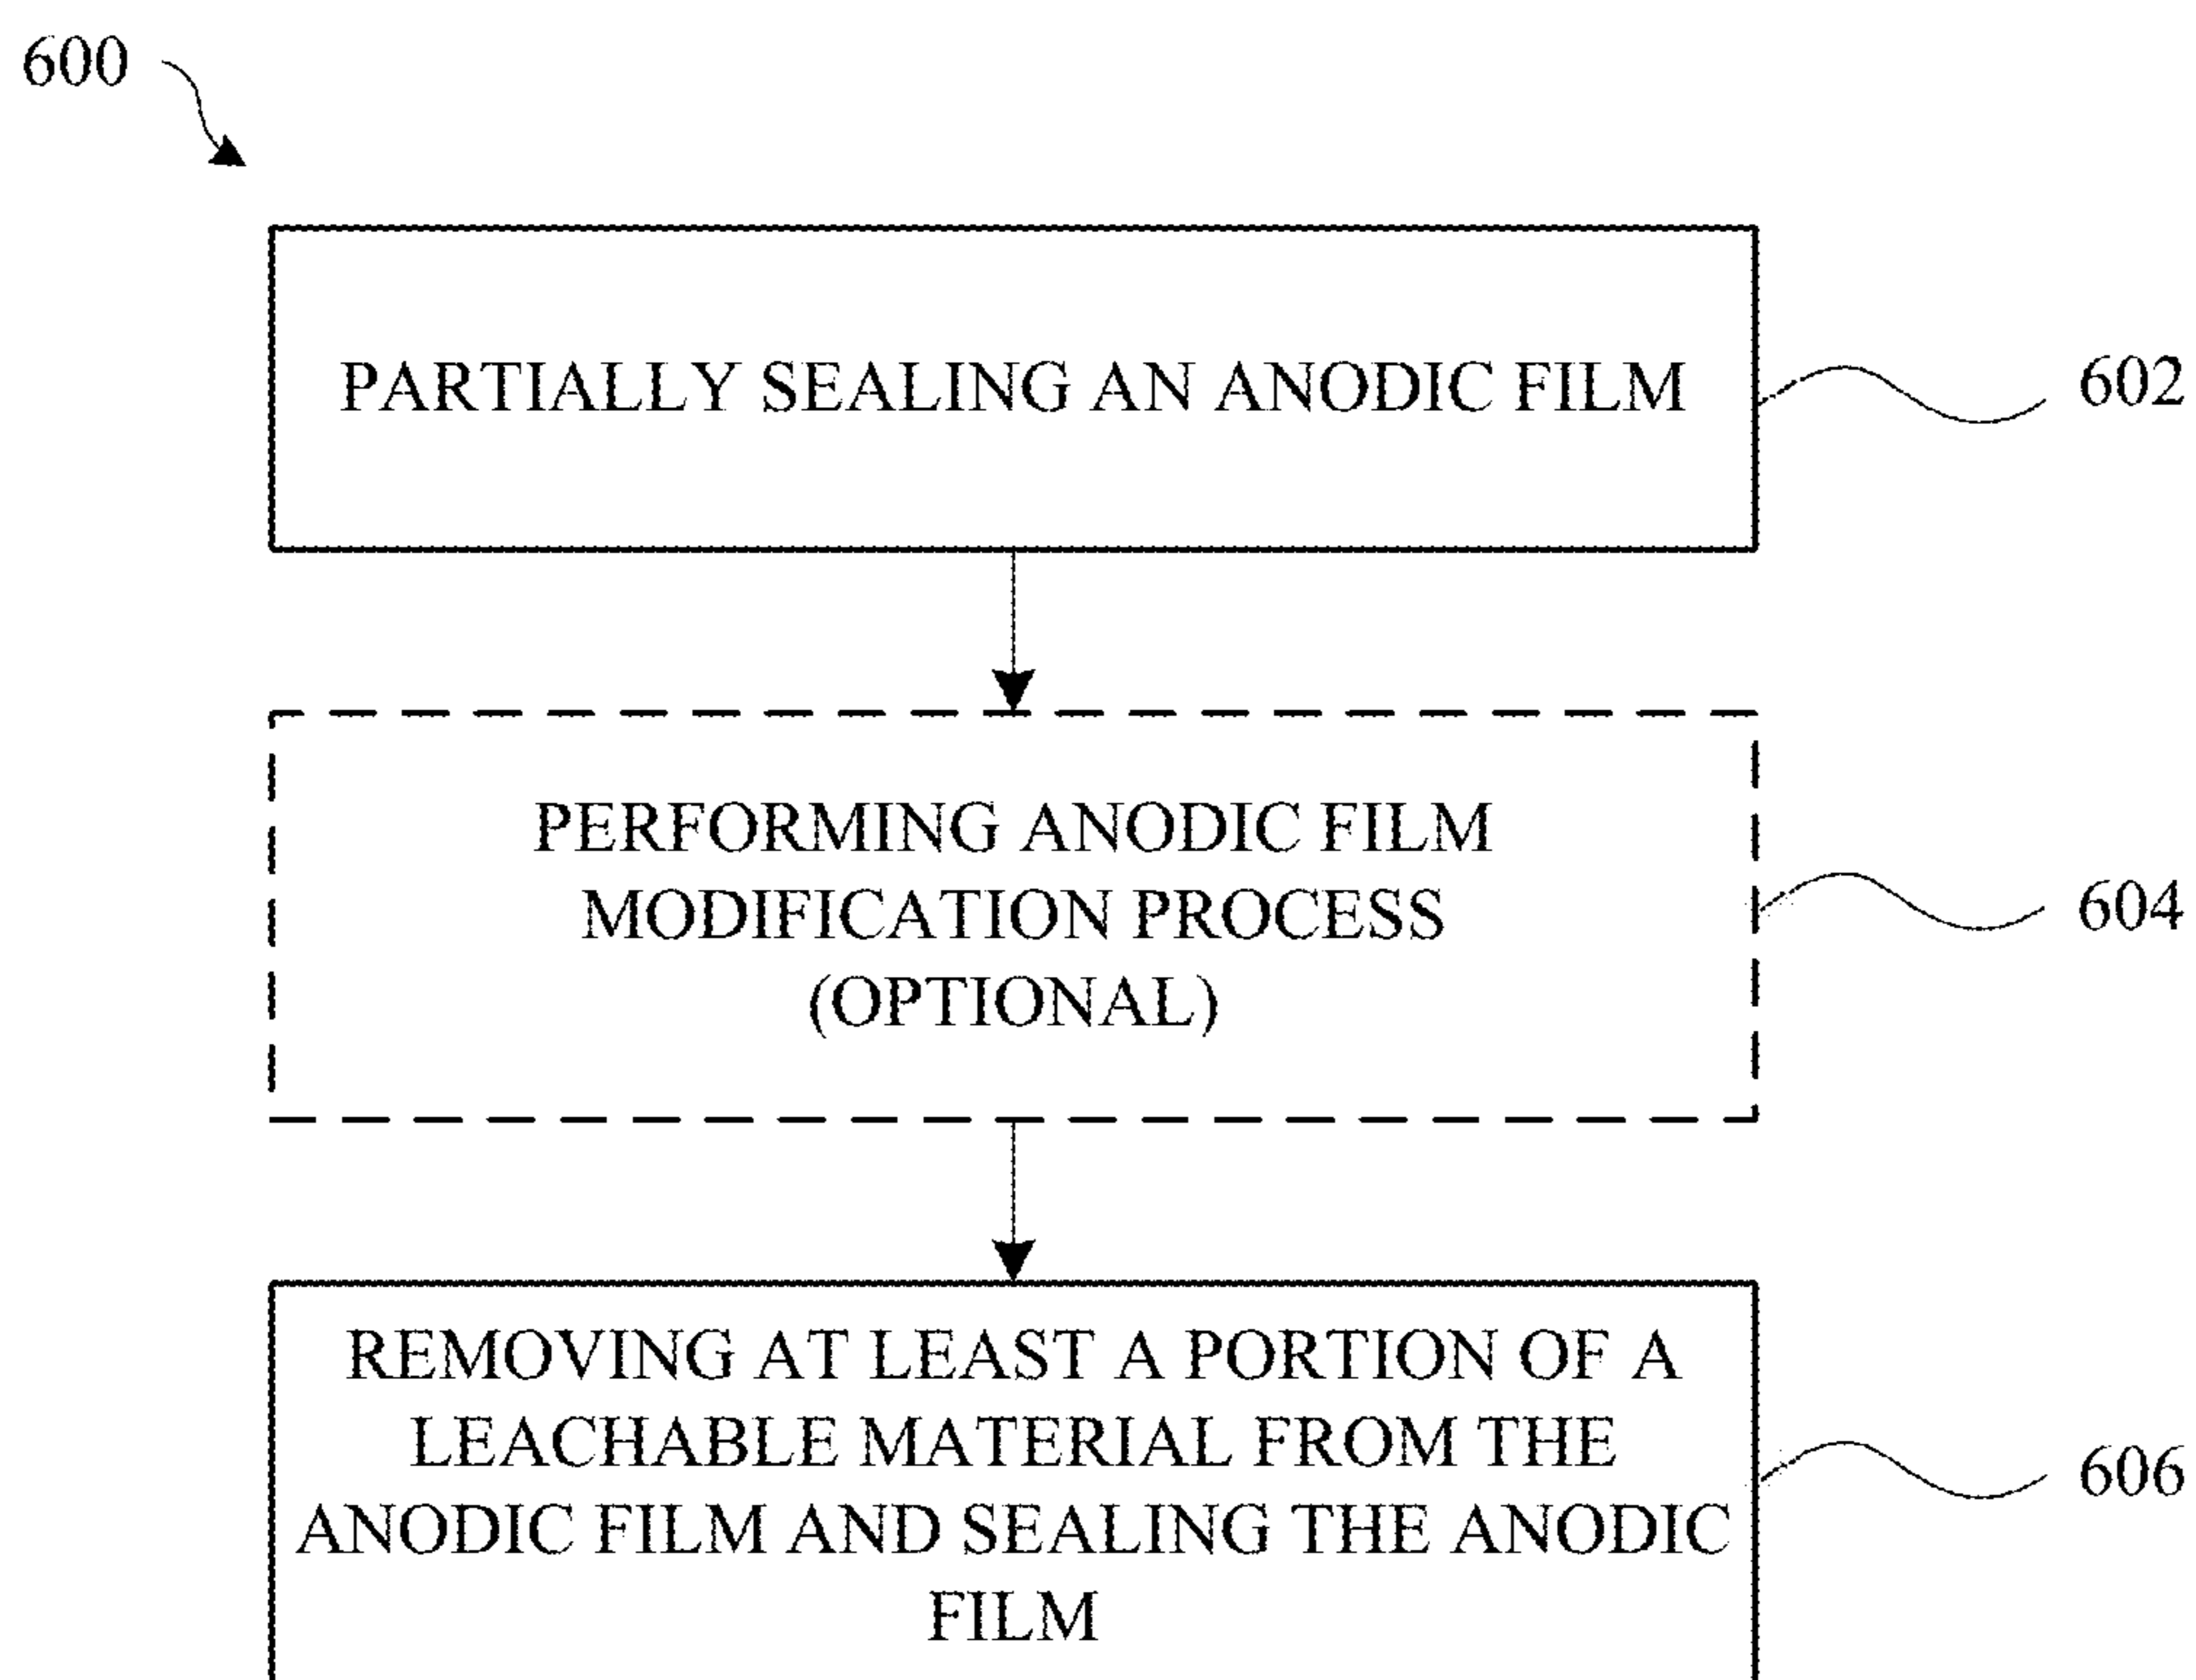 600
PARTIALLY SEALING AN ANODIC FILM
602
PERFORMING ANODIC FILM
MODIFICATION PROCESS
(OPTIONAL)
604
REMOVING AT LEAST A PORTION OF A
LEACHABLE MATERIAL FROM THE
ANODIC FILM AND SEALING THE ANODIC
FILM
606